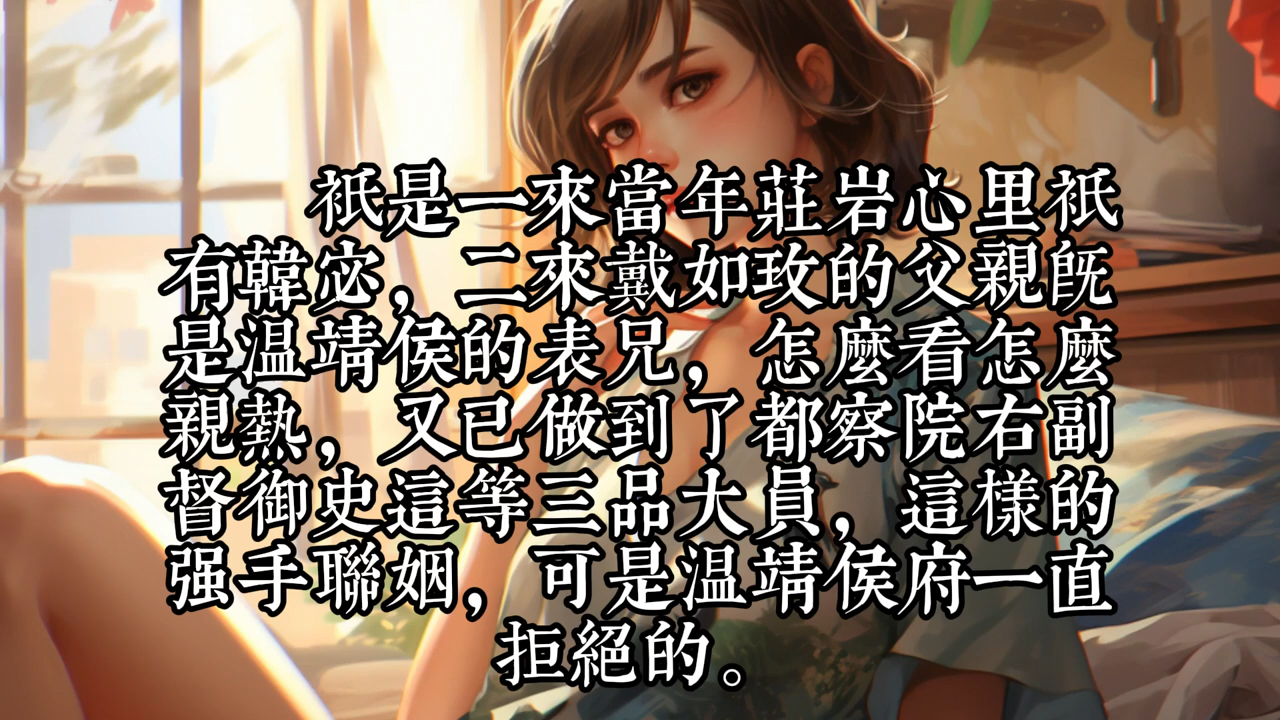 祇是一來當年莊岩心里祇
有韓宓，二來戴如玫的父親既
是温靖侯的表兄，怎麼看怎麼
親熱，又已做到了都察院右副
督御史這等三品大員，這樣的
强手聯姻，可是温靖侯府一直
拒絕的。